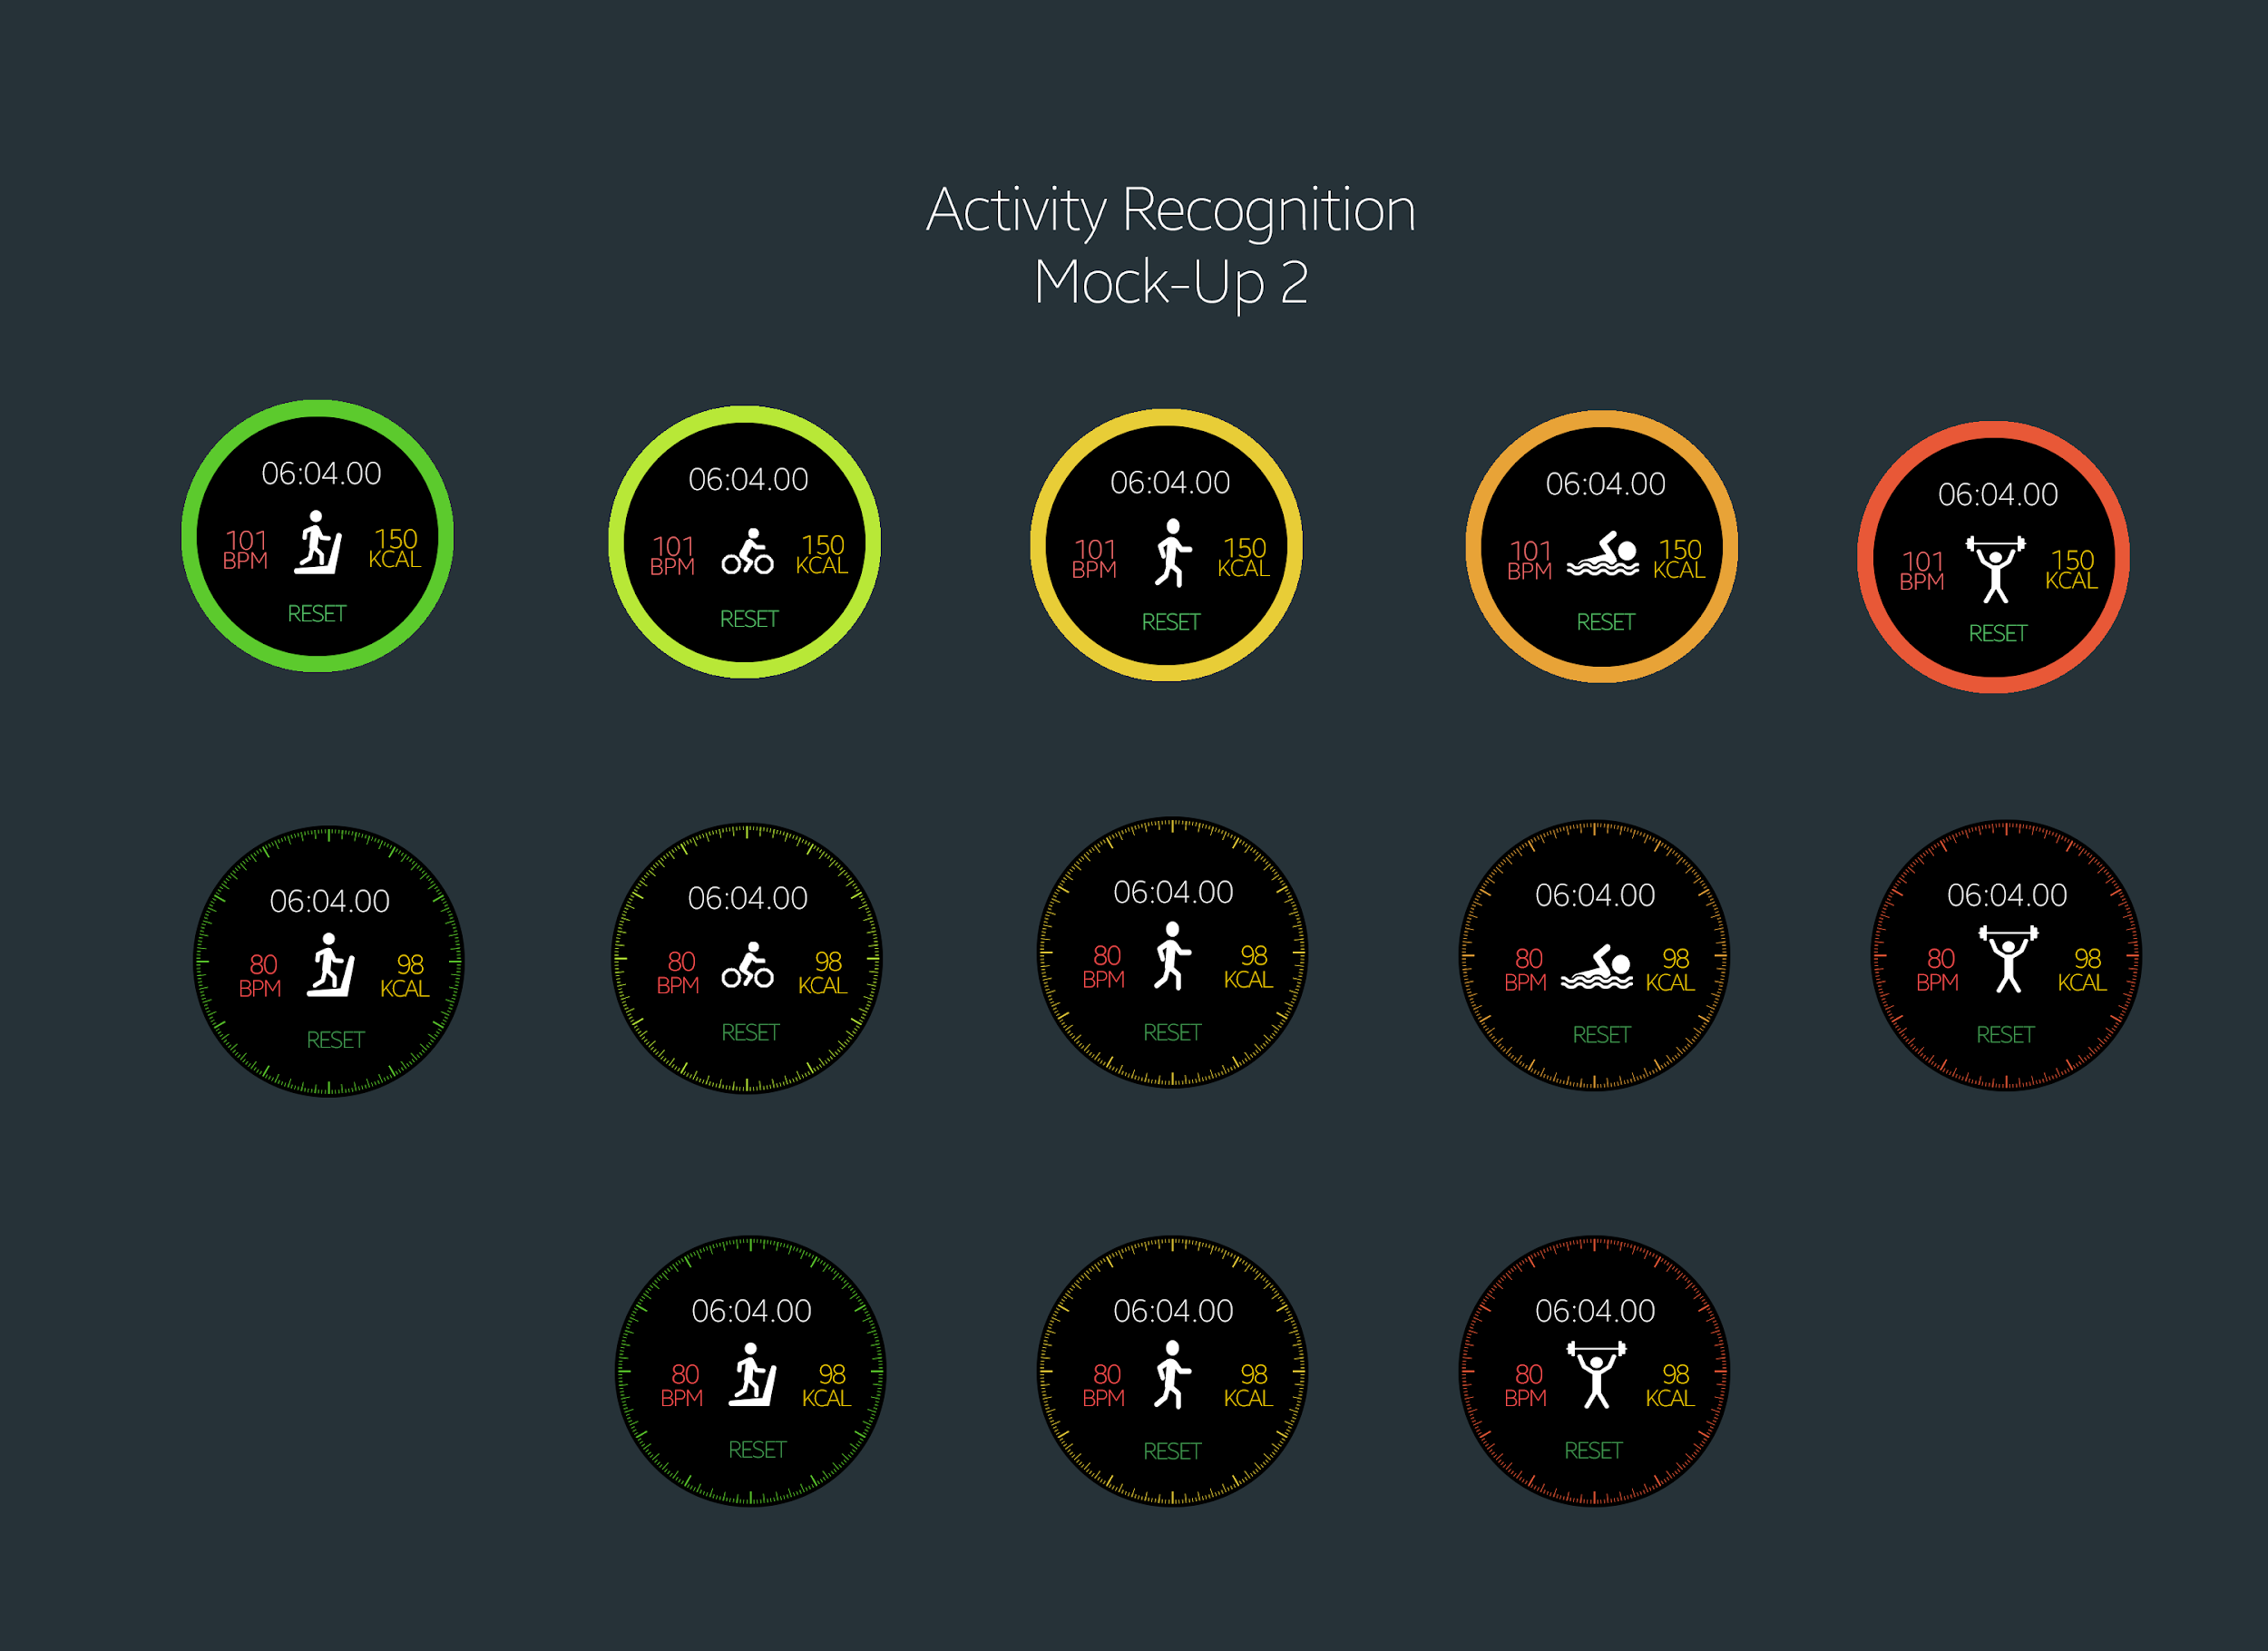 Activity Recognition
Mock-Up 2
06:04.00
101
BPM
150
KCAL
RESET
06:04.00
101
BPM
150
KCAL
RESET
06:04.00
101
BPM
150
KCAL
RESET
06:04.00
101
BPM
150
KCAL
RESET
06:04.00
101
BPM
150
KCAL
RESET
06:04.00
80
BPM
98
KCAL
RESET
06:04.00
80
BPM
98
KCAL
RESET
06:04.00
80
BPM
98
KCAL
RESET
06:04.00
80
BPM
98
KCAL
RESET
06:04.00
80
BPM
98
KCAL
RESET
06:04.00
80
BPM
98
KCAL
RESET
06:04.00
80
BPM
98
KCAL
RESET
06:04.00
80
BPM
98
KCAL
RESET